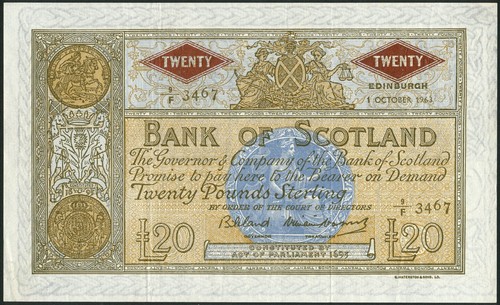 TWENTY TWENTY
9/F 3467
EDINBURGH
1 OCTOBER 1963
BANK OF SCOTLAND
The Governor & Company of the Bank of Scotland
Promise to pay here to the Bearer on Demand
Twenty Pounds Sterling
BY ORDER OF THE COURT OF DIRECTORS
9/F 3467
£20 £20
GOVERNOR
TREASURER
CONSTITUTED BY
ACT OF PARLIAMENT 1695